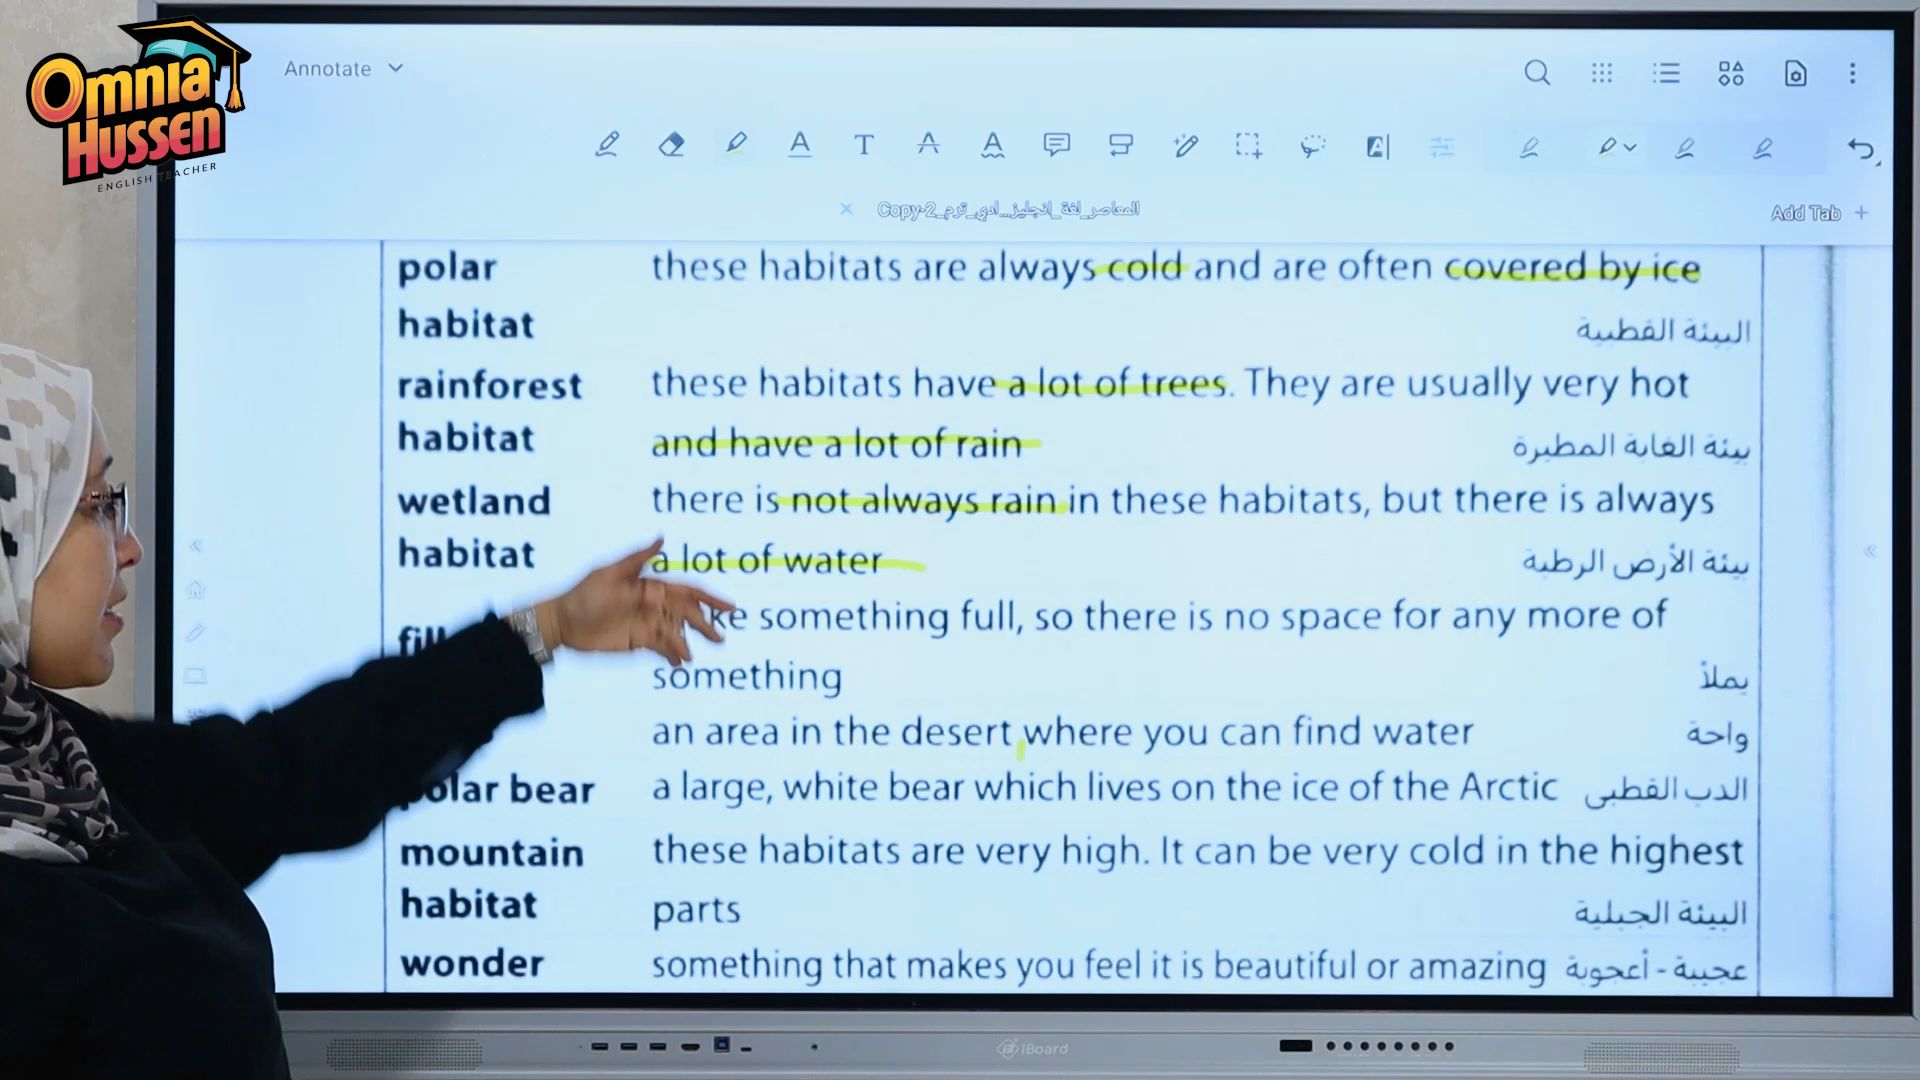 Omnia
Hussen
ENGLISH TEACHER
Annotate
المعاصر_لغة_إنجليز...ادي_ترم_2-Copy
Add Tab
polar these habitats are always cold and are often covered by ice
habitat البيئة القطبية
rainforest these habitats have a lot of trees. They are usually very hot
habitat and have a lot of rain بيئة الغابة المطيرة
wetland there is not always rain in these habitats, but there is always
habitat a lot of water بيئة الأرض الرطبة
fill something full, so there is no space for any more of
something يملأ
an area in the desert where you can find water واحة
polar bear a large, white bear which lives on the ice of the Arctic الدب القطبى
mountain these habitats are very high. It can be very cold in the highest
habitat parts البيئة الجبلية
wonder something that makes you feel it is beautiful or amazing عجيبة - أعجوبة
iBoard